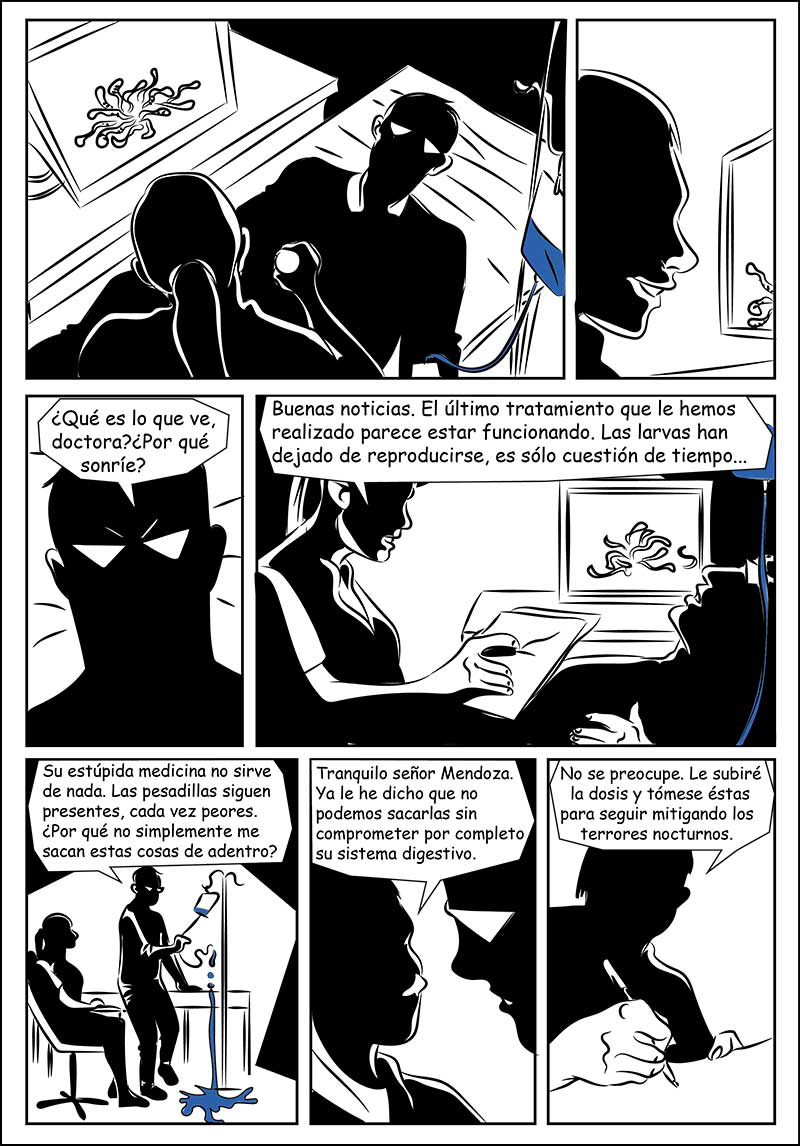 ¿Qué es lo que ve,
doctora?¿Por qué
sonríe?
Buenas noticias. El último tratamiento que le hemos
realizado parece estar funcionando. Las larvas han
dejado de reproducirse, es sólo cuestión de tiempo...
Su estúpida medicina no sirve
de nada. Las pesadillas siguen
presentes, cada vez peores.
¿Por qué no simplemente me
sacan estas cosas de adentro?
Tranquilo señor Mendoza.
Ya le he dicho que no
podemos sacarlas sin
comprometer por completo
su sistema digestivo.
No se preocupe. Le subiré
la dosis y tómese éstas
para seguir mitigando los
terrores nocturnos.